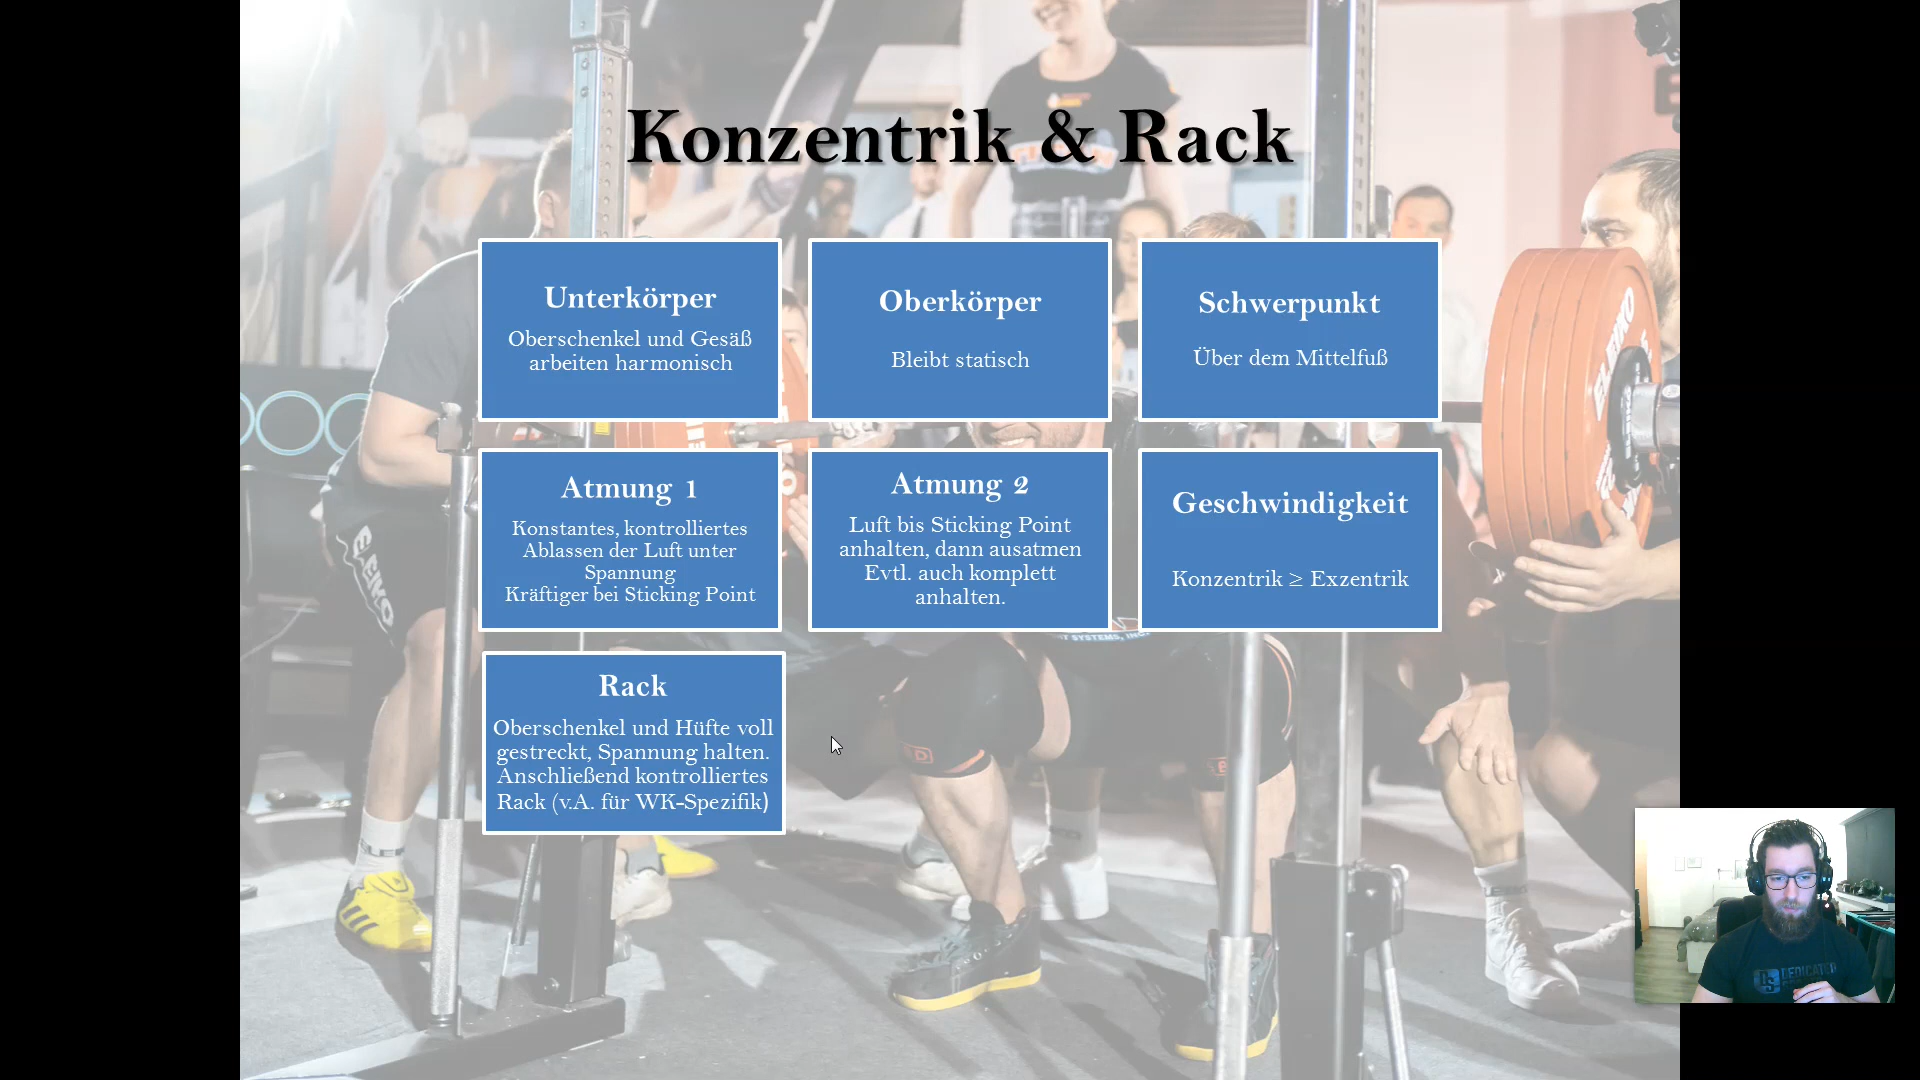 Konzentrik & Rack
Unterkörper
Oberschenkel und Gesäß
arbeiten harmonisch
Oberkörper
Bleibt statisch
Schwerpunkt
Über dem Mittelfuß
Atmung 1
Konstantes, kontrolliertes
Ablassen der Luft unter
Spannung
Kräftiger bei Sticking Point
Atmung 2
Luft bis Sticking Point
anhalten, dann ausatmen
Evtl. auch komplett
anhalten.
Geschwindigkeit
Konzentrik ≥ Exzentrik
Rack
Oberschenkel und Hüfte voll
gestreckt, Spannung halten.
Anschließend kontrolliertes
Rack (v.A. für WK-Spezifik)
ELEIKO
ELEIKO
DEDICATED